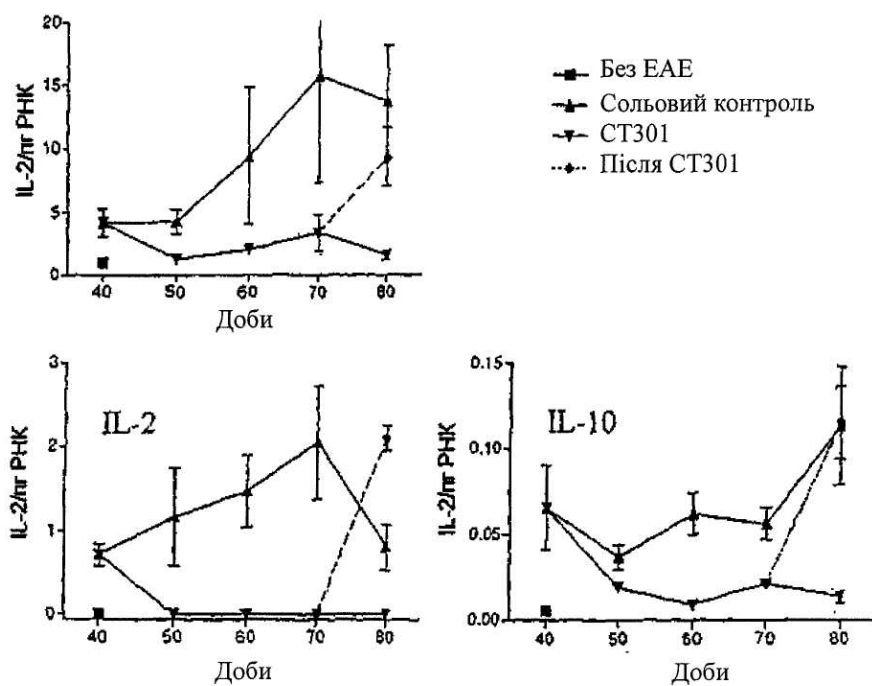 20
15
10
5
0
IL-2/пг РНК
40 50 60 70 80
Доби
Без ЕАЕ
Сольовий контроль
СТ301
Після СТ301
3
2
1
0
IL-2/пг РНК
IL-2
40 50 60 70 80
Доби
0.15
0.10
0.05
0.00
IL-2/пг РНК
IL-10
40 50 60 70 80
Доби